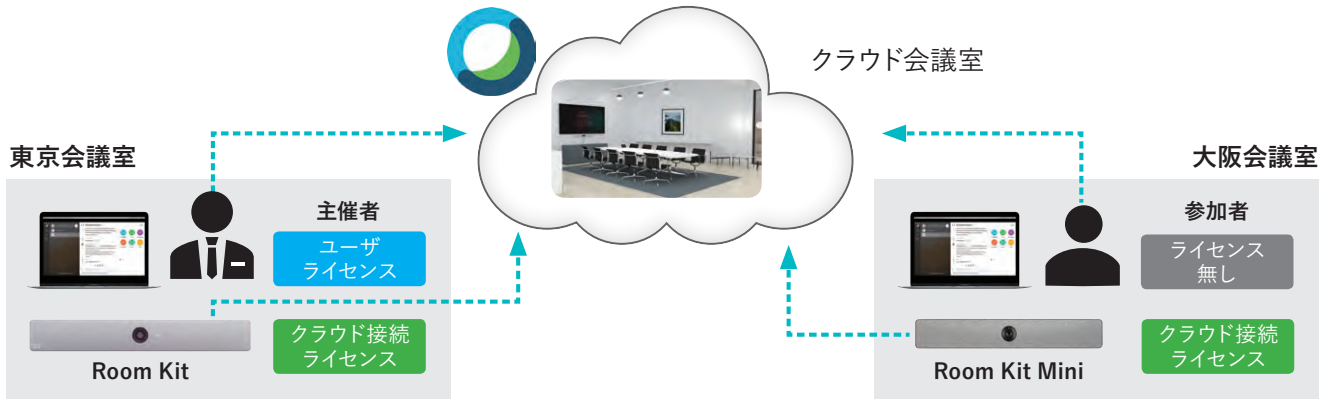 クラウド会議室
東京会議室
主催者
ユーザ
ライセンス
クラウド接続
ライセンス
Room Kit
大阪会議室
参加者
ライセンス
無し
クラウド接続
ライセンス
Room Kit Mini